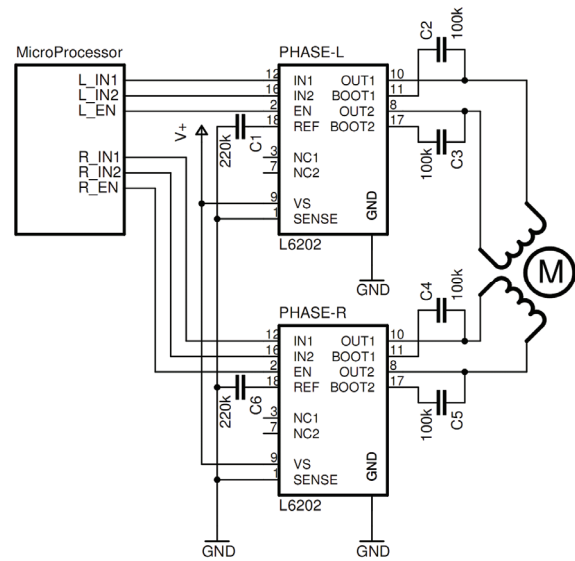 MicroProcessor
L_IN1
L_IN2
L_EN
R_IN1
R_IN2
R_EN
V+
PHASE-L
12 IN1 OUT1 10
16 IN2 BOOT1 11
2 EN OUT2 8
18 REF BOOT2 17
3 NC1
7 NC2
9 VS
1 SENSE
GND
L6202
220k
C1
C2
100k
100k
C3
GND
M
PHASE-R
12 IN1 OUT1 10
16 IN2 BOOT1 11
2 EN OUT2 8
18 REF BOOT2 17
3 NC1
7 NC2
9 VS
1 SENSE
GND
L6202
220k
C6
C4
100k
100k
C5
GND
GND